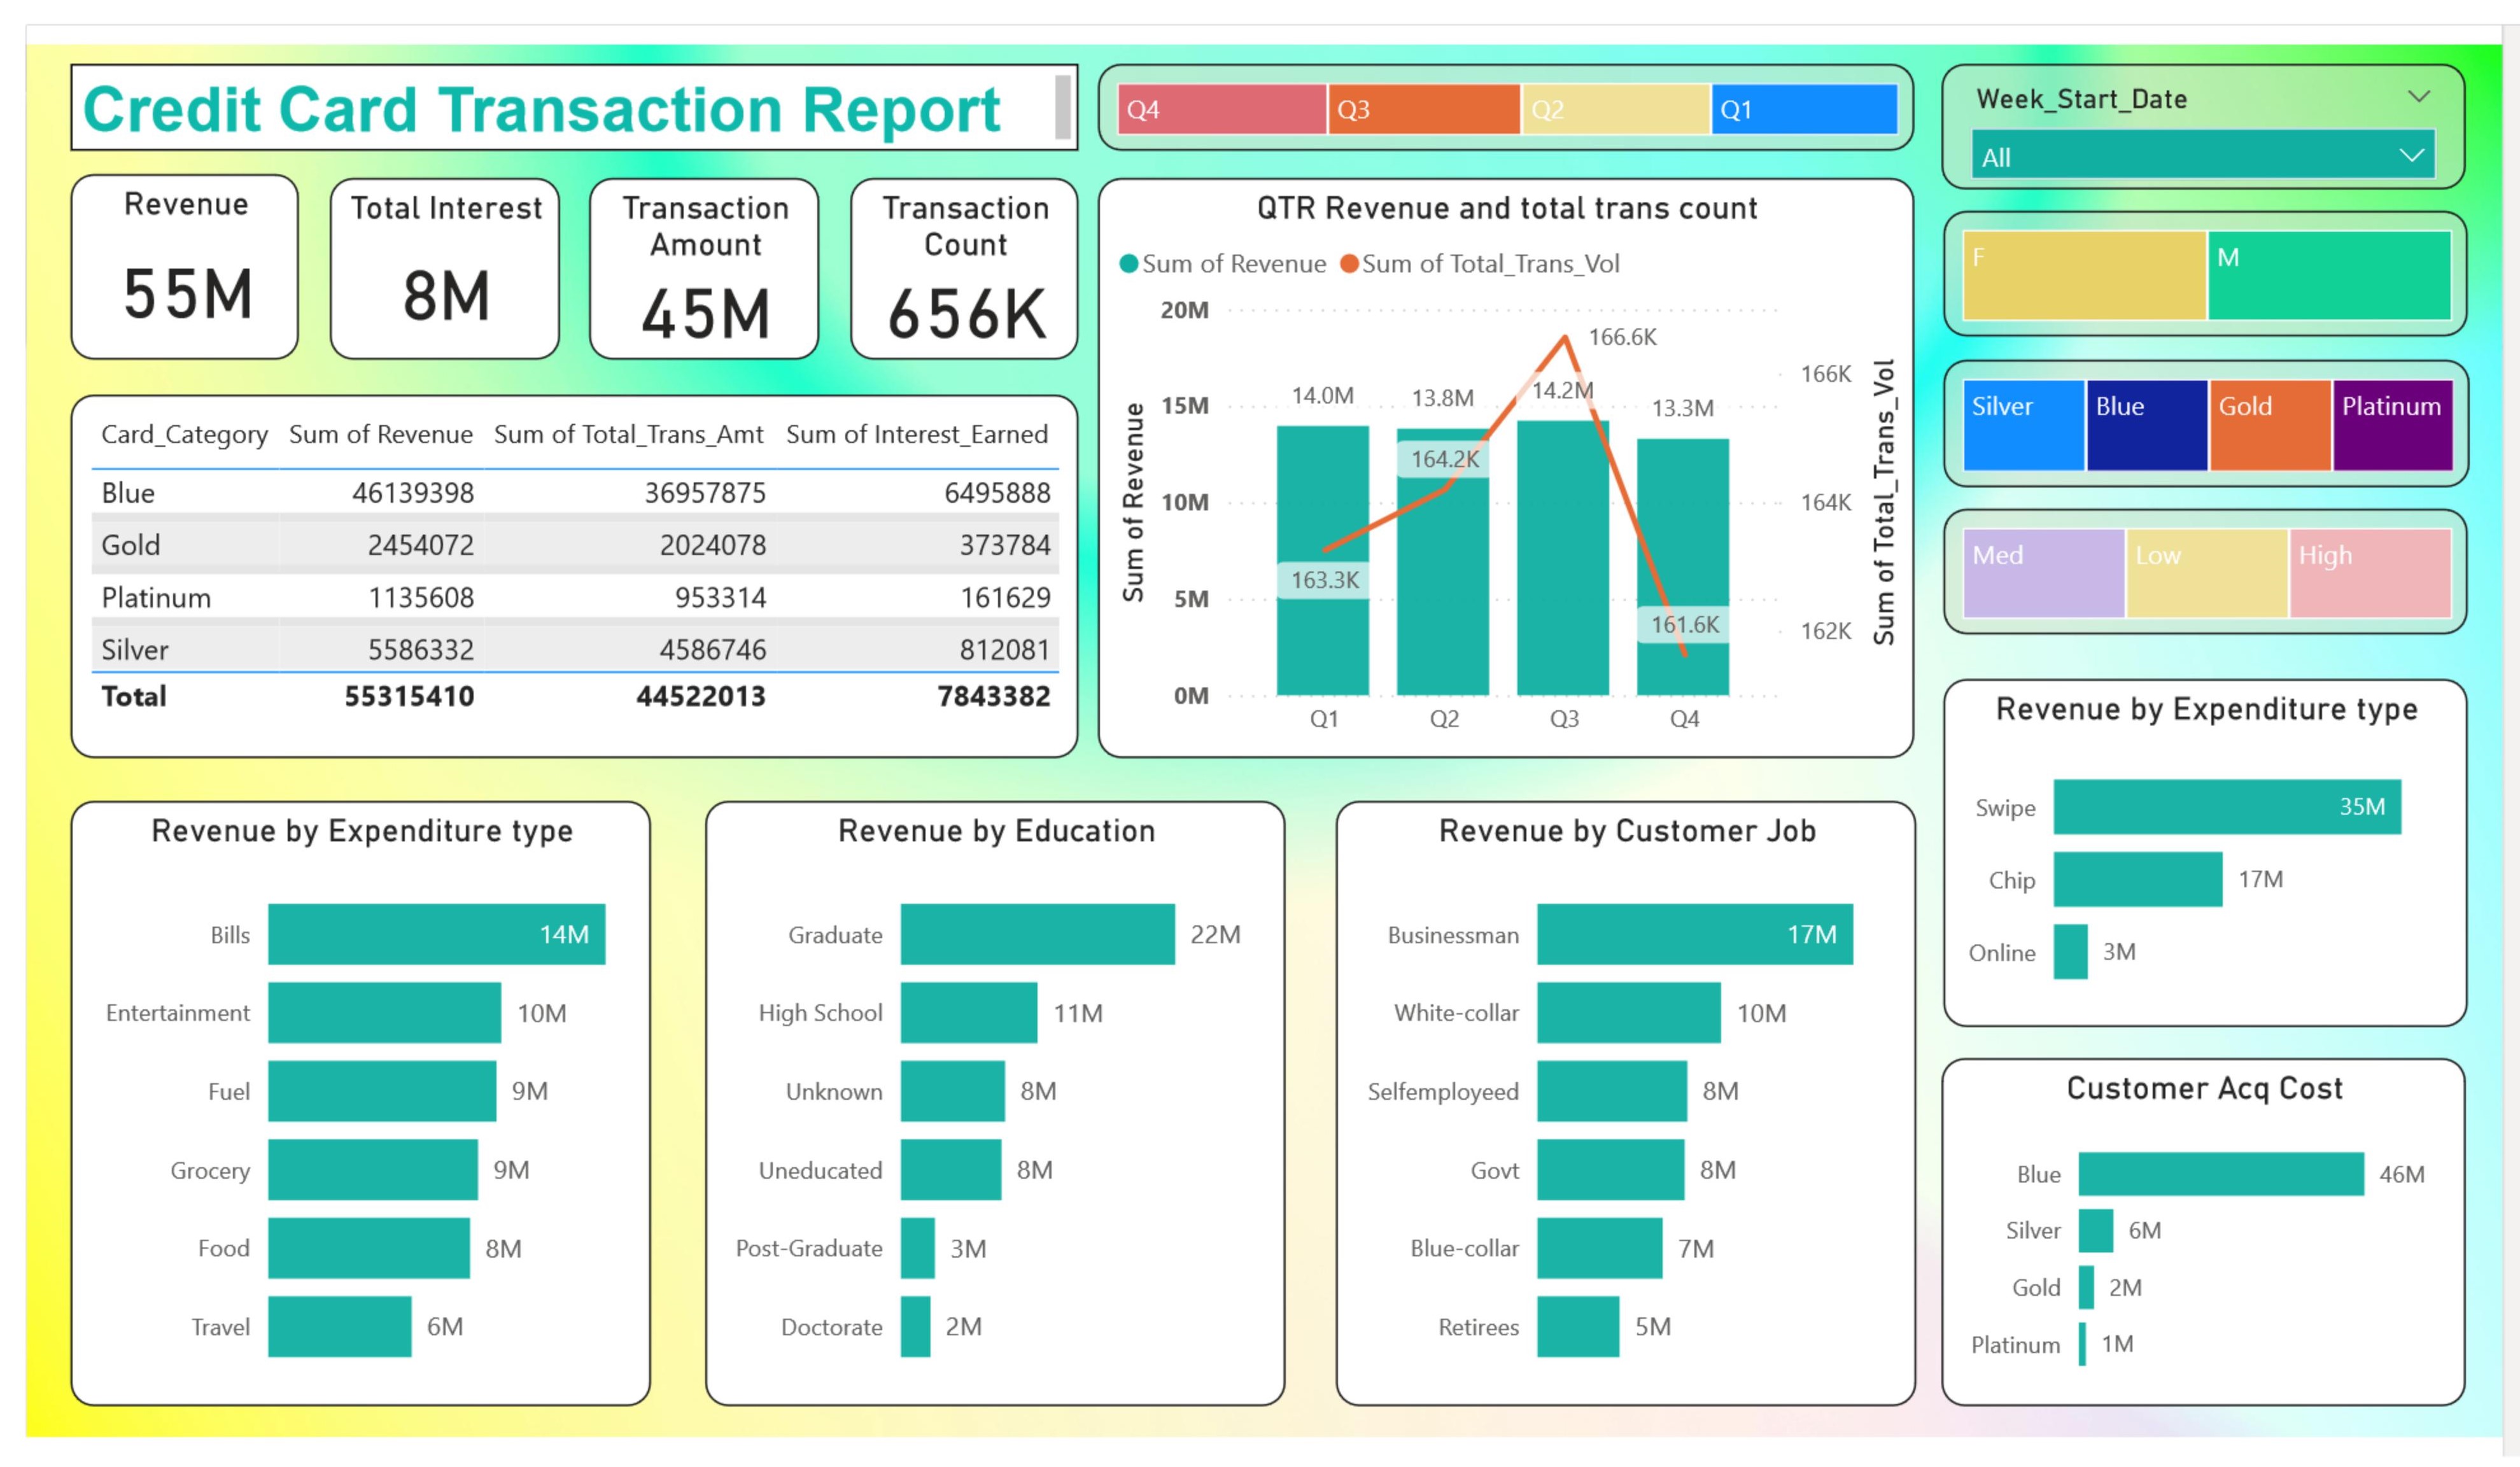 Credit Card Transaction Report
Q4 Q3 Q2 Q1
Week_Start_Date
All
Revenue
55M
Total Interest
8M
Transaction
Amount
45M
Transaction
Count
656K
F M
Silver Blue Gold Platinum
Med Low High
Card_Category Sum of Revenue Sum of Total_Trans_Amt Sum of Interest_Earned
Blue 46139398 36957875 6495888
Gold 2454072 2024078 373784
Platinum 1135608 953314 161629
Silver 5586332 4586746 812081
Total 55315410 44522013 7843382
QTR Revenue and total trans count
Sum of Revenue Sum of Total_Trans_Vol
Sum of Revenue
20M
15M
10M
5M
0M
14.0M 13.8M 14.2M 13.3M
163.3K 164.2K 166.6K 161.6K
166K
164K
162K
Sum of Total_Trans_Vol
Q1 Q2 Q3 Q4
Revenue by Expenditure type
Swipe 35M
Chip 17M
Online 3M
Revenue by Expenditure type
Bills 14M
Entertainment 10M
Fuel 9M
Grocery 9M
Food 8M
Travel 6M
Revenue by Education
Graduate 22M
High School 11M
Unknown 8M
Uneducated 8M
Post-Graduate 3M
Doctorate 2M
Revenue by Customer Job
Businessman 17M
White-collar 10M
Selfemployeed 8M
Govt 8M
Blue-collar 7M
Retirees 5M
Customer Acq Cost
Blue 46M
Silver 6M
Gold 2M
Platinum 1M